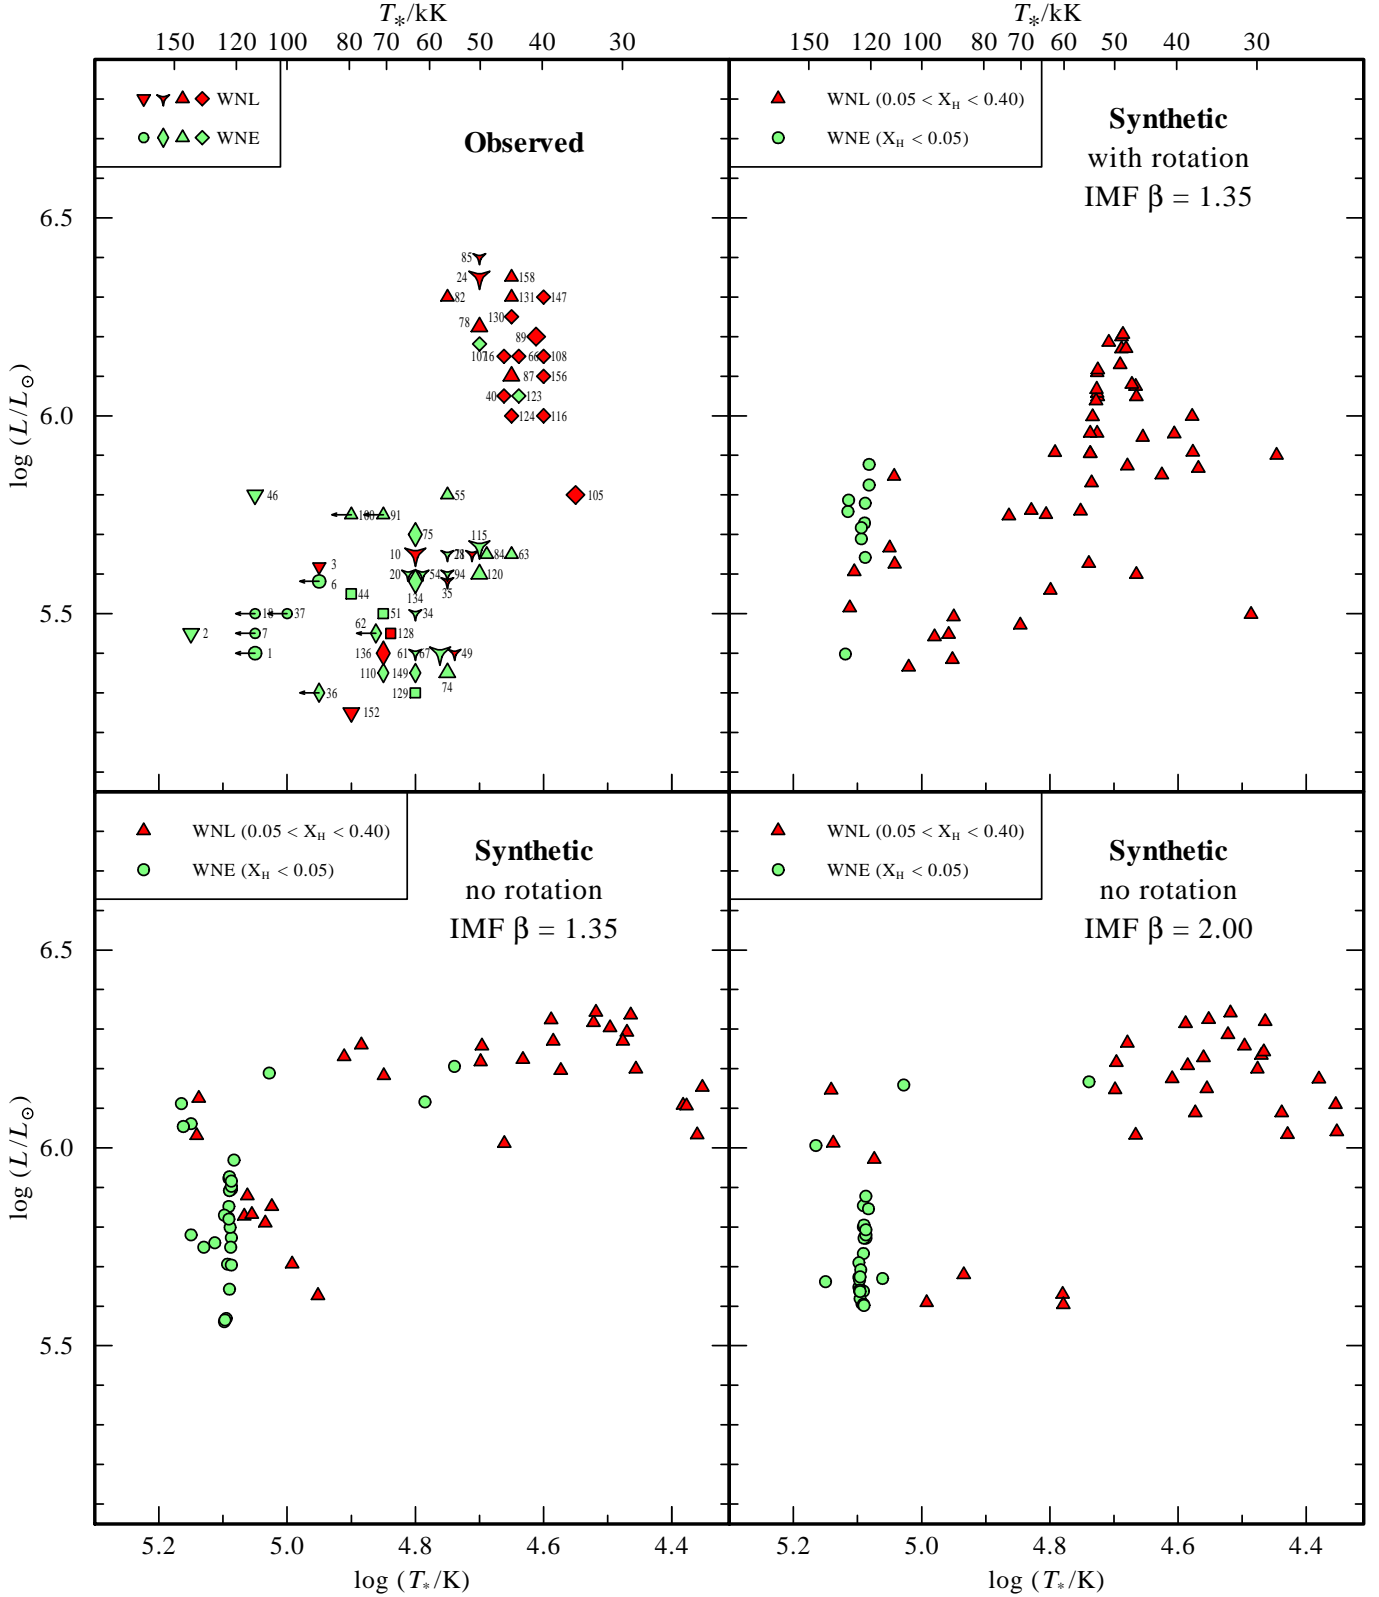 T*/kK
T*/kK
150 120 100 80 70 60 50 40 30
150 120 100 80 70 60 50 40 30
WNL
WNE
Observed
WNL (0.05 < XH < 0.40)
WNE (XH < 0.05)
Synthetic
with rotation
IMF β = 1.35
6.5
6.0
5.5
log (L/L⊙)
85
24
158
82
131
147
130
78
89
107
16
66
108
87
156
40
123
124
116
46
55
105
100
91
75
115
10
28
84
63
3
20
54
94
120
6
134
35
44
18
37
51
34
2
7
62
128
1
136
61
67
49
110
149
74
36
129
152
WNL (0.05 < XH < 0.40)
WNE (XH < 0.05)
Synthetic
no rotation
IMF β = 1.35
WNL (0.05 < XH < 0.40)
WNE (XH < 0.05)
Synthetic
no rotation
IMF β = 2.00
6.5
6.0
5.5
log (L/L⊙)
5.2 5.0 4.8 4.6 4.4
5.2 5.0 4.8 4.6 4.4
log (T*/K)
log (T*/K)